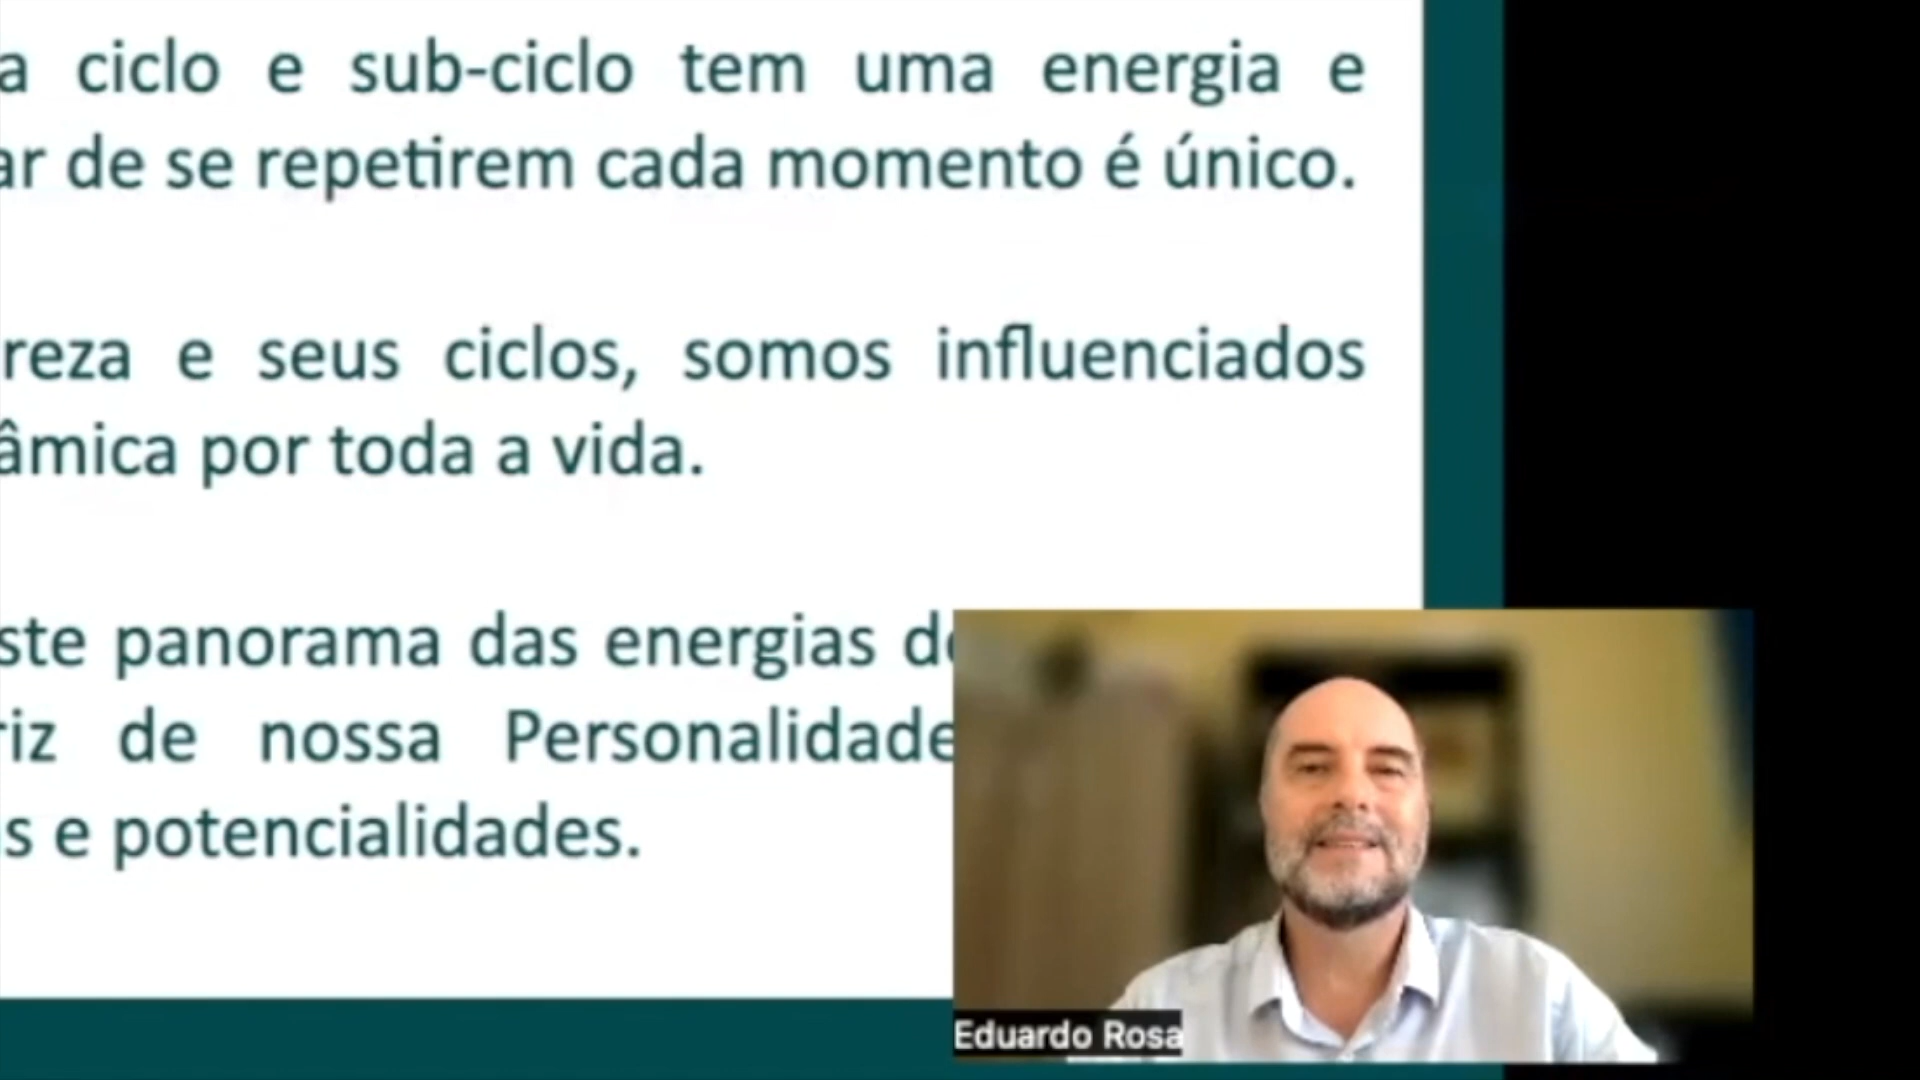 a ciclo e sub-ciclo tem uma energia e
ar de se repetirem cada momento é único.
reza e seus ciclos, somos influenciados
âmica por toda a vida.
ste panorama das energias de
riz de nossa Personalidade
s e potencialidades.
Eduardo Rosa